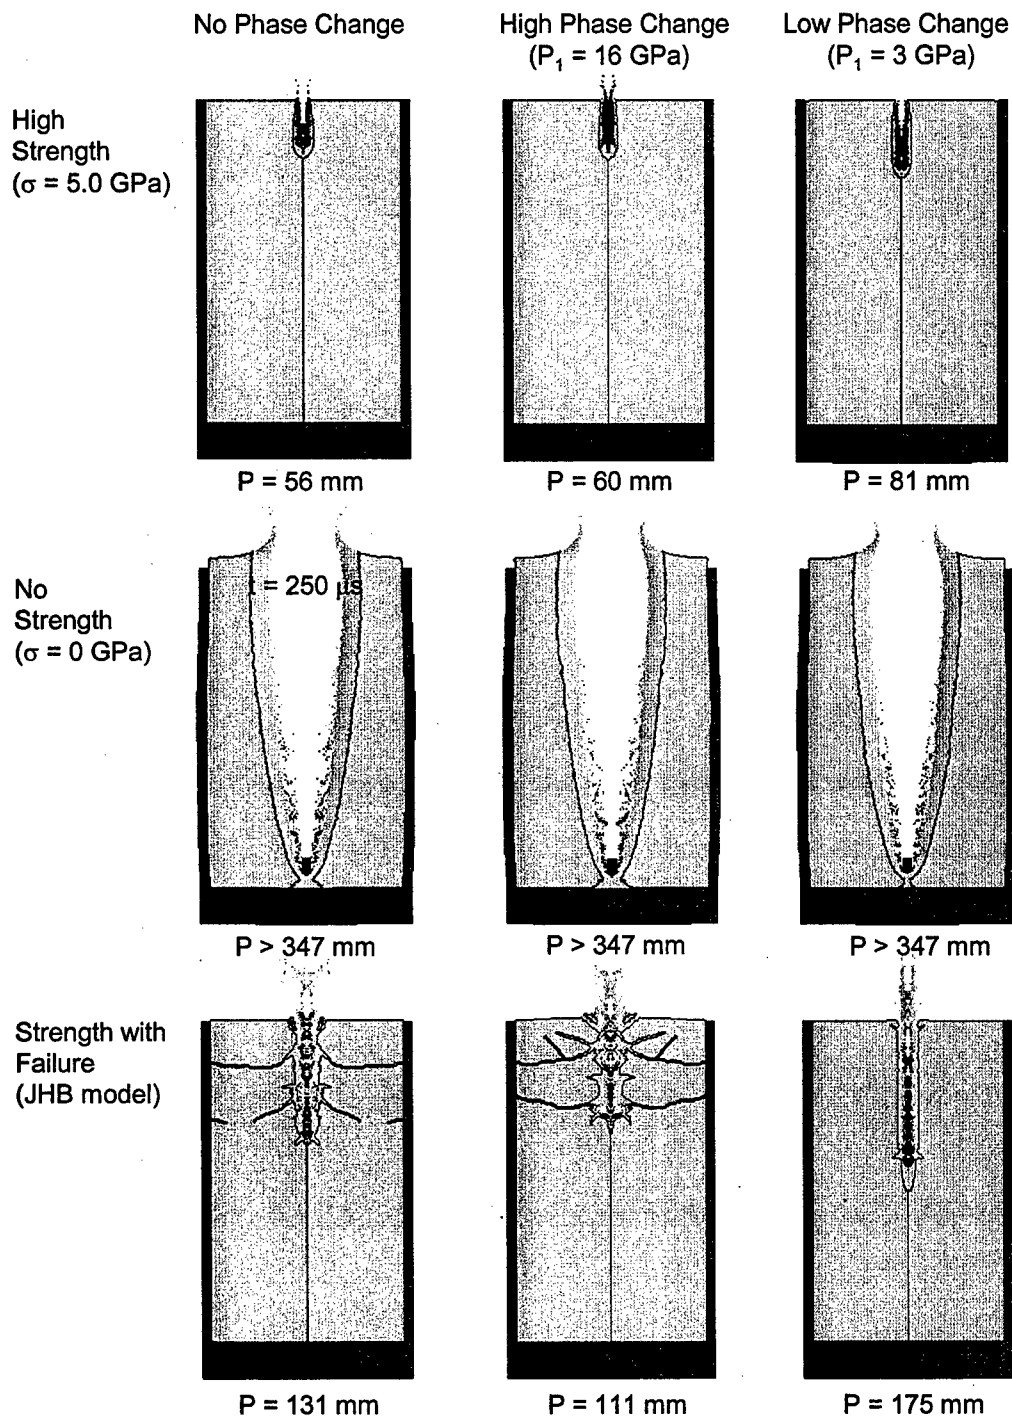 No Phase Change
High Phase Change
(P₁ = 16 GPa)
Low Phase Change
(P₁ = 3 GPa)
High
Strength
(σ = 5.0 GPa)
P = 56 mm
P = 60 mm
P = 81 mm
No
Strength
(σ = 0 GPa)
t = 250 µs
P > 347 mm
P > 347 mm
P > 347 mm
Strength with
Failure
(JHB model)
P = 131 mm
P = 111 mm
P = 175 mm